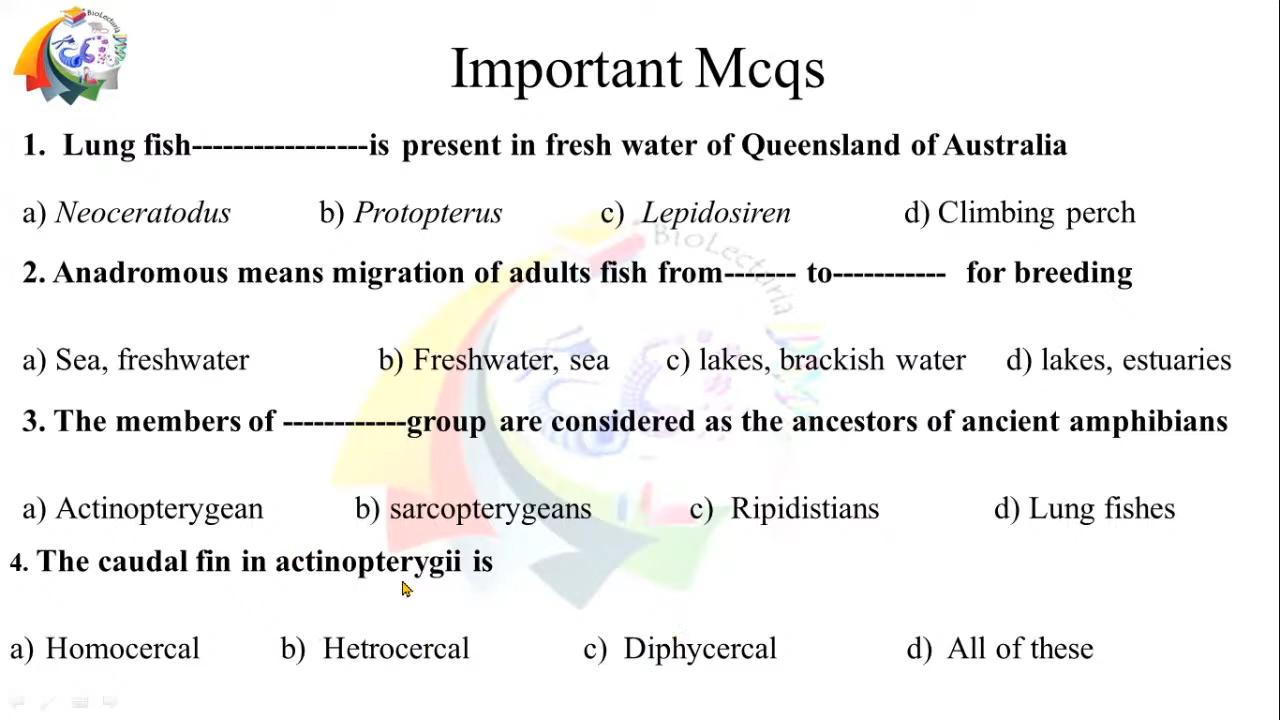 BioLecturia
Important Mcqs
1. Lung fish-----------------is present in fresh water of Queensland of Australia
a) Neoceratodus b) Protopterus c) Lepidosiren d) Climbing perch
BioLecturia
2. Anadromous means migration of adults fish from------- to----------- for breeding
a) Sea, freshwater b) Freshwater, sea c) lakes, brackish water d) lakes, estuaries
3. The members of ------------group are considered as the ancestors of ancient amphibians
a) Actinopterygean b) sarcopterygeans c) Ripidistians d) Lung fishes
4. The caudal fin in actinopterygii is
a) Homocercal b) Hetrocercal c) Diphycercal d) All of these